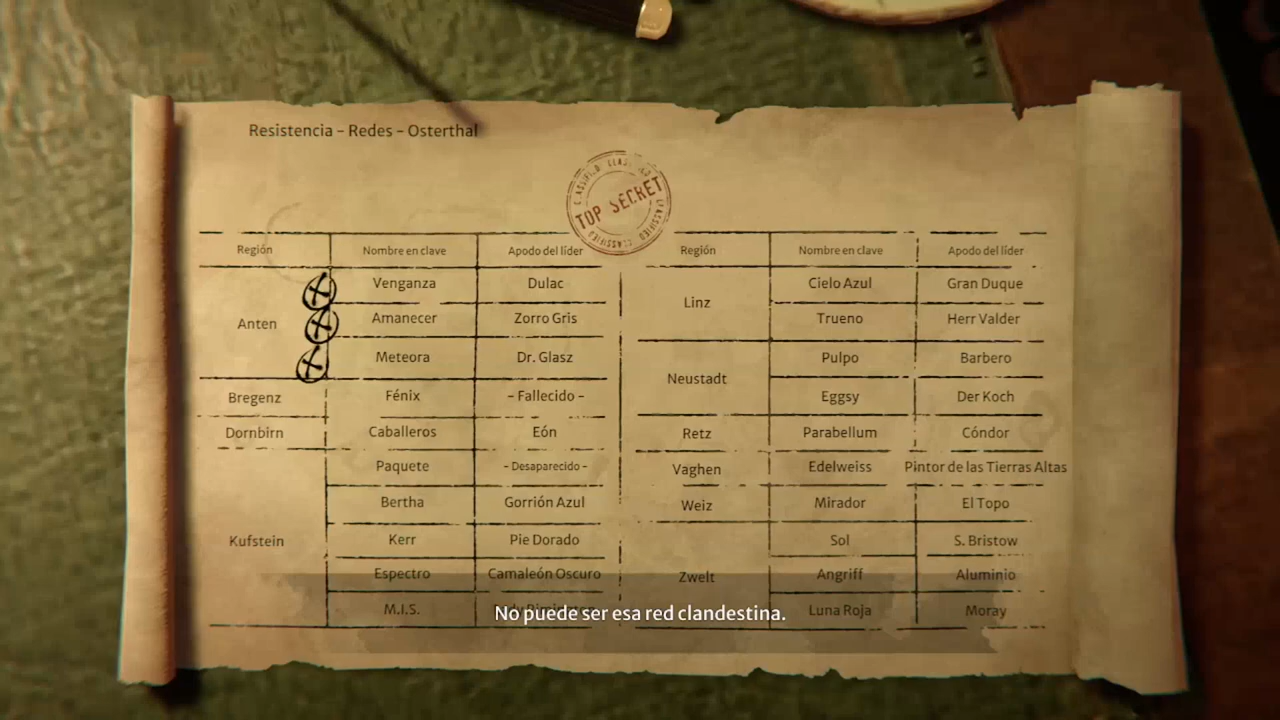 Resistencia – Redes – Osterthal
TOP SECRET
Región Nombre en clave Apodo del líder Región Nombre en clave Apodo del líder
Venganza Dulac Cielo Azul Gran Duque
Linz
Anten Amanecer Zorro Gris Trueno Herr Valder
Meteora Dr. Glasz Pulpo Barbero
Neustadt
Bregenz Fénix – Fallecido – Eggsy Der Koch
Dornbirn Caballeros Eón Retz Parabellum Cóndor
Paquete – Desaparecido – Vaghen Edelweiss Pintor de las Tierras Altas
Bertha Gorrión Azul Weiz Mirador El Topo
Kufstein Kerr Pie Dorado Sol S. Bristow
Espectro Camaleón Oscuro Zwelt Angriff Aluminio
M.I.S. Luna Roja Moray
No puede ser esa red clandestina.